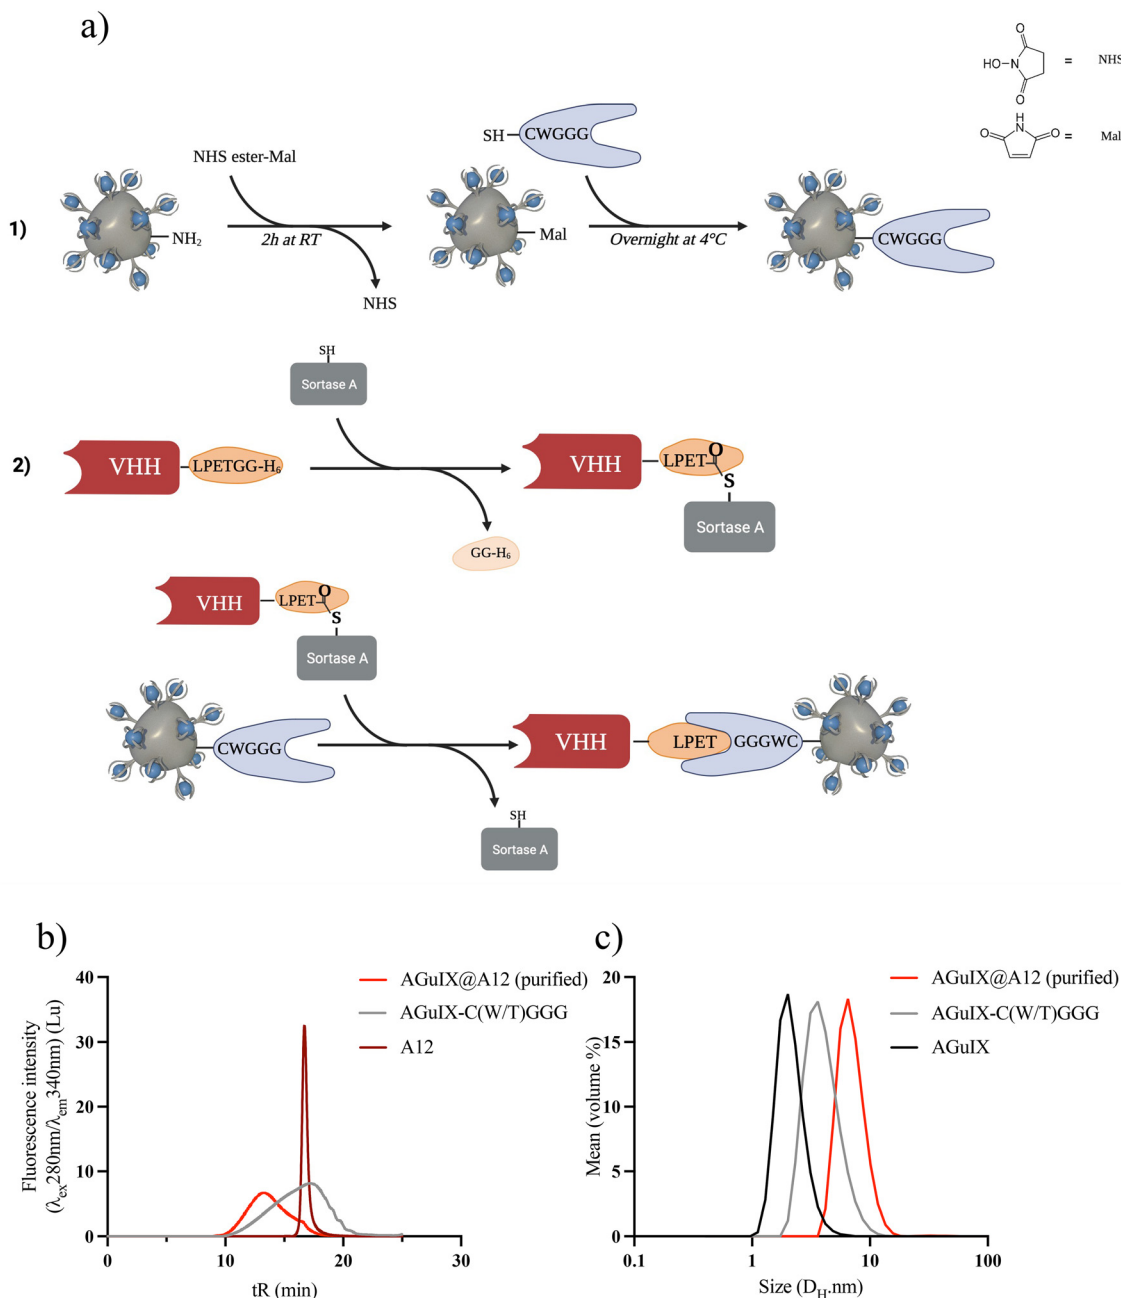 a)
HO
N
O
O
=
NHS
H
N
O
O
=
Mal
1)
NH₂
NHS ester-Mal
2h at RT
NHS
Mal
SH
CWGGG
Overnight at 4°C
CWGGG
2)
VHH
LPETGG-H₆
SH
Sortase A
GG-H₆
VHH
LPET
O
S
Sortase A
VHH
LPET
O
S
Sortase A
CWGGG
SH
Sortase A
VHH
LPET
GGGWC
b)
AGuIX@A12 (purified)
AGuIX-C(W/T)GGG
A12
Fluorescence intensity
(λex280nm/λem340nm) (Lu)
40
30
20
10
0
0
10
20
30
tR (min)
c)
AGuIX@A12 (purified)
AGuIX-C(W/T)GGG
AGuIX
Mean (volume %)
20
15
10
5
0
0.1
1
10
100
Size (DH.nm)